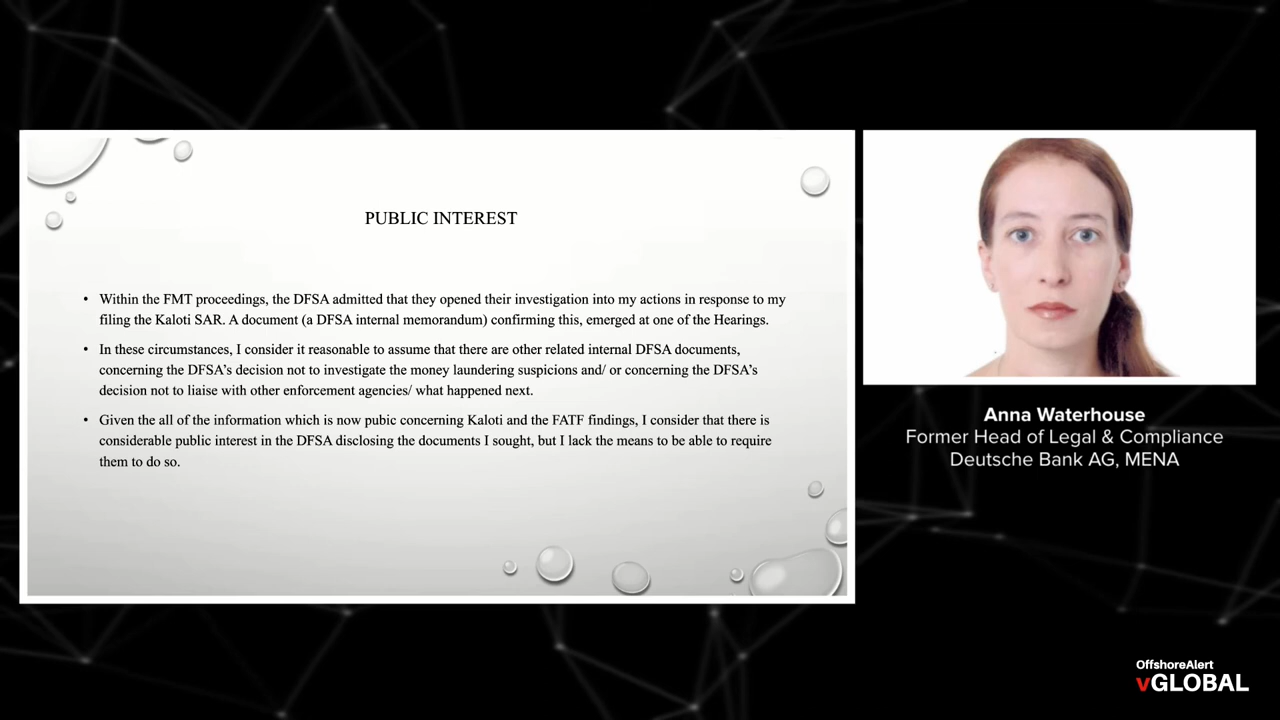 PUBLIC INTEREST
• Within the FMT proceedings, the DFSA admitted that they opened their investigation into my actions in response to my
filing the Kaloti SAR. A document (a DFSA internal memorandum) confirming this, emerged at one of the Hearings.
• In these circumstances, I consider it reasonable to assume that there are other related internal DFSA documents,
concerning the DFSA’s decision not to investigate the money laundering suspicions and/ or concerning the DFSA’s
decision not to liaise with other enforcement agencies/ what happened next.
• Given the all of the information which is now pubic concerning Kaloti and the FATF findings, I consider that there is
considerable public interest in the DFSA disclosing the documents I sought, but I lack the means to be able to require
them to do so.
Anna Waterhouse
Former Head of Legal & Compliance
Deutsche Bank AG, MENA
OffshoreAlert
vGLOBAL